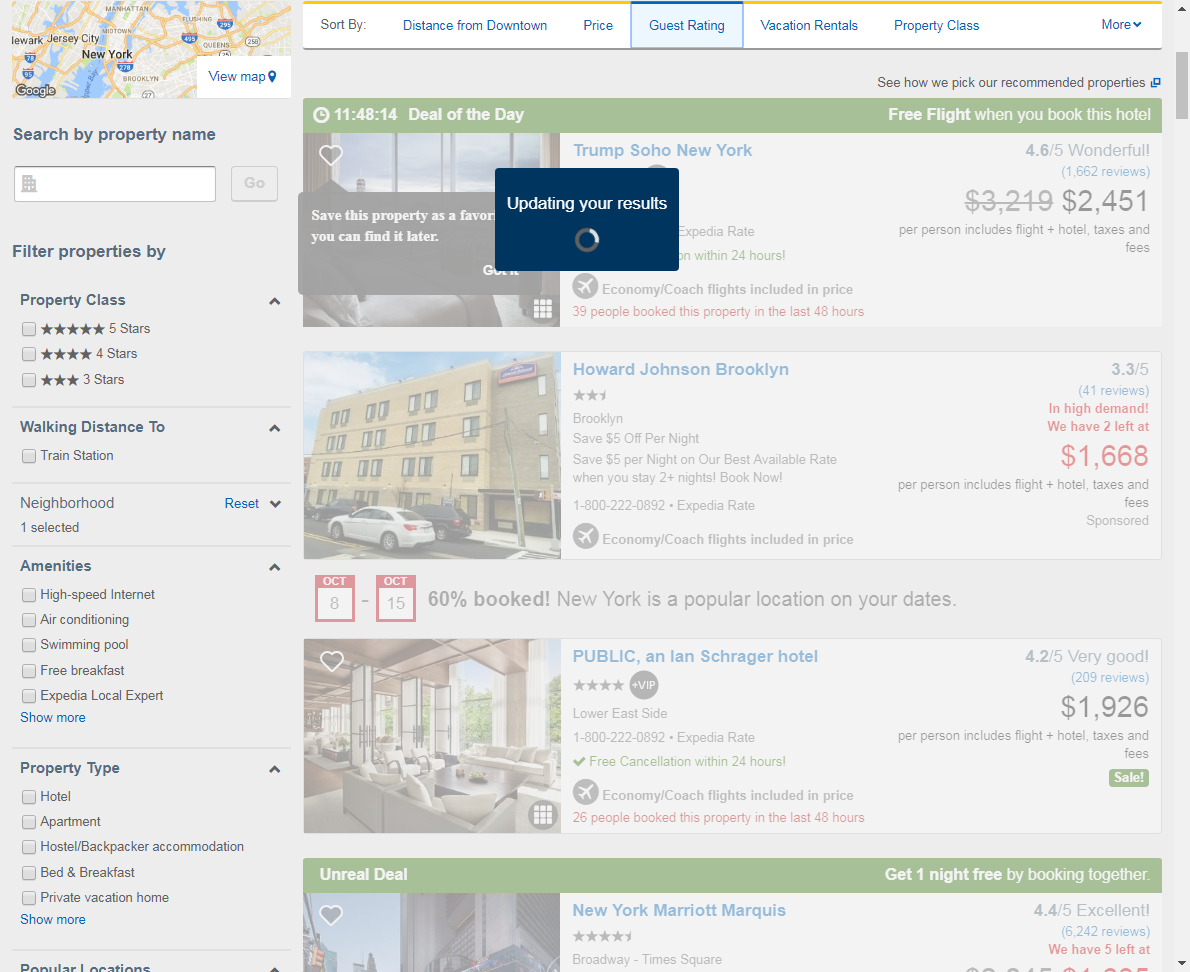 MANHATTAN
FLUSHING
MIDTOWN
lewark
Jersey City
QUEENS
New York
BROOKLYN
295
495
25
78
95
278
258
27
Google
View map
Search by property name
Go
Filter properties by
Property Class
5 Stars
4 Stars
3 Stars
Walking Distance To
Train Station
Neighborhood Reset
1 selected
Amenities
High-speed Internet
Air conditioning
Swimming pool
Free breakfast
Expedia Local Expert
Show more
Property Type
Hotel
Apartment
Hostel/Backpacker accommodation
Bed & Breakfast
Private vacation home
Show more
Popular Locations
Sort By: Distance from Downtown Price Guest Rating Vacation Rentals Property Class More
See how we pick our recommended properties
11:48:14 Deal of the Day Free Flight when you book this hotel
Trump Soho New York
4.6/5 Wonderful!
(1,662 reviews)
$3,219 $2,451
per person includes flight + hotel, taxes and
fees
Save this property as a favori
you can find it later.
Got it
Updating your results
Expedia Rate
on within 24 hours!
Economy/Coach flights included in price
39 people booked this property in the last 48 hours
Howard Johnson Brooklyn
Brooklyn
Save $5 Off Per Night
Save $5 per Night on Our Best Available Rate
when you stay 2+ nights! Book Now!
1-800-222-0892 • Expedia Rate
Economy/Coach flights included in price
3.3/5
(41 reviews)
In high demand!
We have 2 left at
$1,668
per person includes flight + hotel, taxes and
fees
Sponsored
OCT
8
-
OCT
15
60% booked! New York is a popular location on your dates.
PUBLIC, an Ian Schrager hotel
+VIP
Lower East Side
1-800-222-0892 • Expedia Rate
Free Cancellation within 24 hours!
Economy/Coach flights included in price
26 people booked this property in the last 48 hours
4.2/5 Very good!
(209 reviews)
$1,926
per person includes flight + hotel, taxes and
fees
Sale!
Unreal Deal Get 1 night free by booking together.
New York Marriott Marquis
Broadway - Times Square
4.4/5 Excellent!
(6,242 reviews)
We have 5 left at